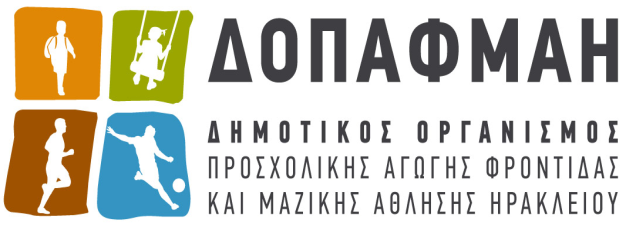 ΔΟΠΑΦΜΑΗ
ΔΗΜΟΤΙΚΟΣ ΟΡΓΑΝΙΣΜΟΣ
ΠΡΟΣΧΟΛΙΚΗΣ ΑΓΩΓΗΣ ΦΡΟΝΤΙΔΑΣ
ΚΑΙ ΜΑΖΙΚΗΣ ΑΘΛΗΣΗΣ ΗΡΑΚΛΕΙΟΥ